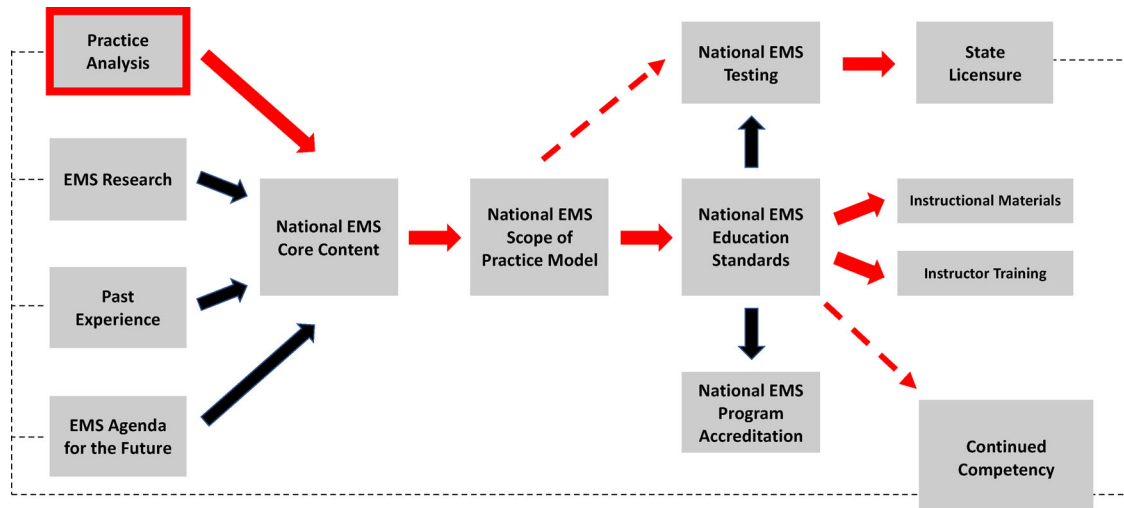 Practice
Analysis
EMS Research
Past
Experience
EMS Agenda
for the Future
National EMS
Core Content
National EMS
Scope of
Practice Model
National EMS
Testing
National EMS
Education
Standards
National EMS
Program
Accreditation
State
Licensure
Instructional Materials
Instructor Training
Continued
Competency